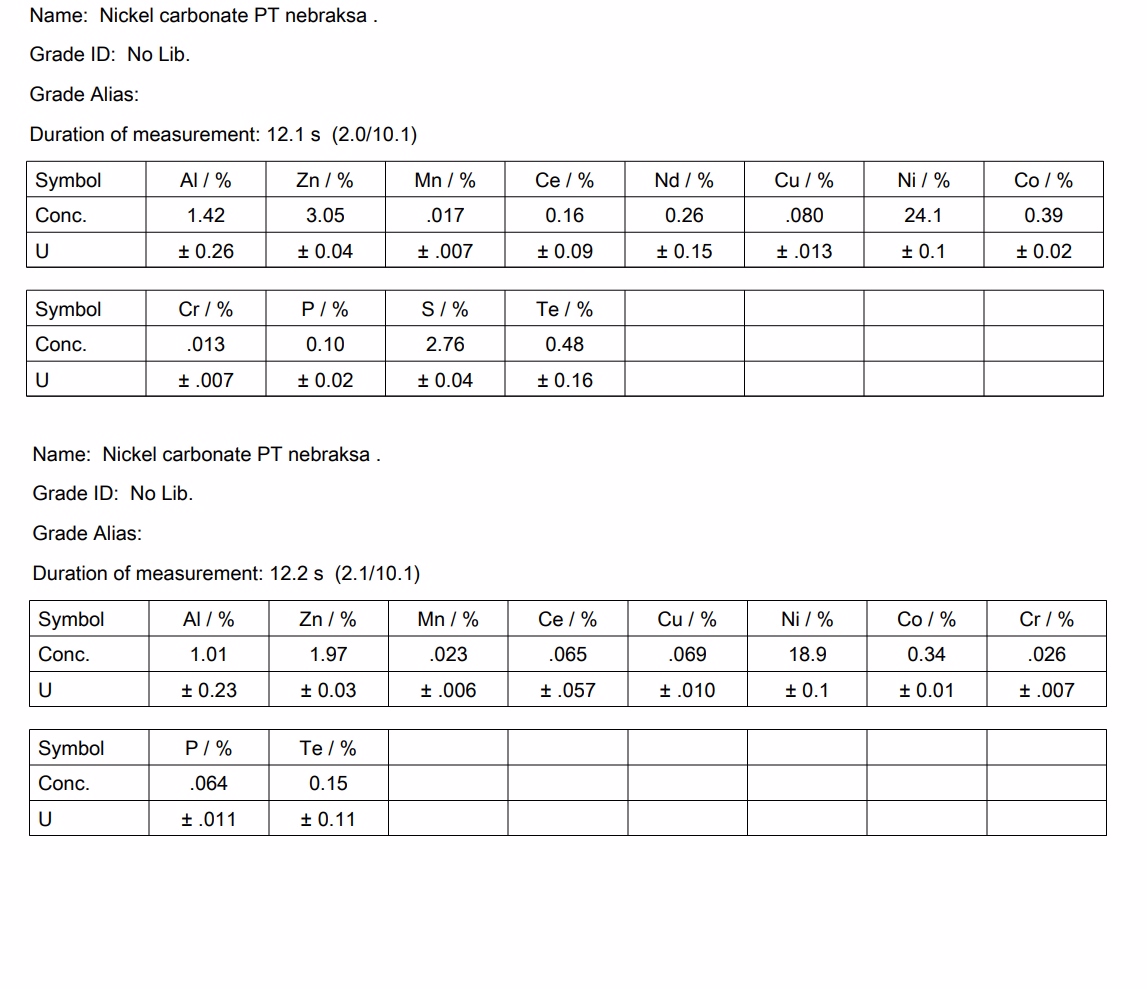 Name: Nickel carbonate PT nebraksa .
Grade ID: No Lib.
Grade Alias:
Duration of measurement: 12.1 s (2.0/10.1)
Symbol Al / % Zn / % Mn / % Ce / % Nd / % Cu / % Ni / % Co / %
Conc. 1.42 3.05 .017 0.16 0.26 .080 24.1 0.39
U ± 0.26 ± 0.04 ± .007 ± 0.09 ± 0.15 ± .013 ± 0.1 ± 0.02
Symbol Cr / % P / % S / % Te / %
Conc. .013 0.10 2.76 0.48
U ± .007 ± 0.02 ± 0.04 ± 0.16
Name: Nickel carbonate PT nebraksa .
Grade ID: No Lib.
Grade Alias:
Duration of measurement: 12.2 s (2.1/10.1)
Symbol Al / % Zn / % Mn / % Ce / % Cu / % Ni / % Co / % Cr / %
Conc. 1.01 1.97 .023 .065 .069 18.9 0.34 .026
U ± 0.23 ± 0.03 ± .006 ± .057 ± .010 ± 0.1 ± 0.01 ± .007
Symbol P / % Te / %
Conc. .064 0.15
U ± .011 ± 0.11